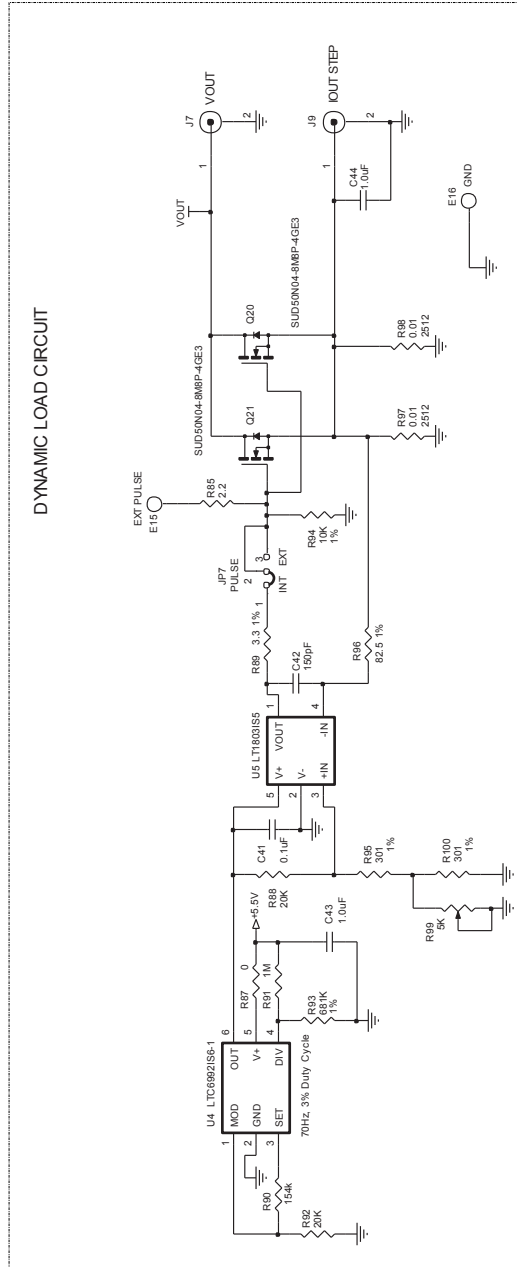 DYNAMIC LOAD CIRCUIT
U4 LTC6992IS6-1
MOD
GND
SET
OUT
V+
DIV
1
2
3
6
5
4
70Hz, 3% Duty Cycle
R90
154k
R92
20K
R87
0
R91
1M
R93
681K
1%
+5.5V
C43
1.0uF
R88
20K
C41
0.1uF
R95
301
1%
R99
5K
R100
301
1%
U5 LT1803IS5
V+
V-
+IN
VOUT
-IN
5
2
3
1
4
C42
150pF
R89
3.3 1%
R96
82.5 1%
JP7
PULSE
1
2
3
INT
EXT
EXT PULSE
E15
R85
2.2
R94
10K
1%
SUD50N04-8M8P-4GE3
Q21
Q20
SUD50N04-8M8P-4GE3
R97
0.01
2512
R98
0.01
2512
VOUT
J7
VOUT
1
2
J9
IOUT STEP
1
2
C44
1.0uF
E16
GND